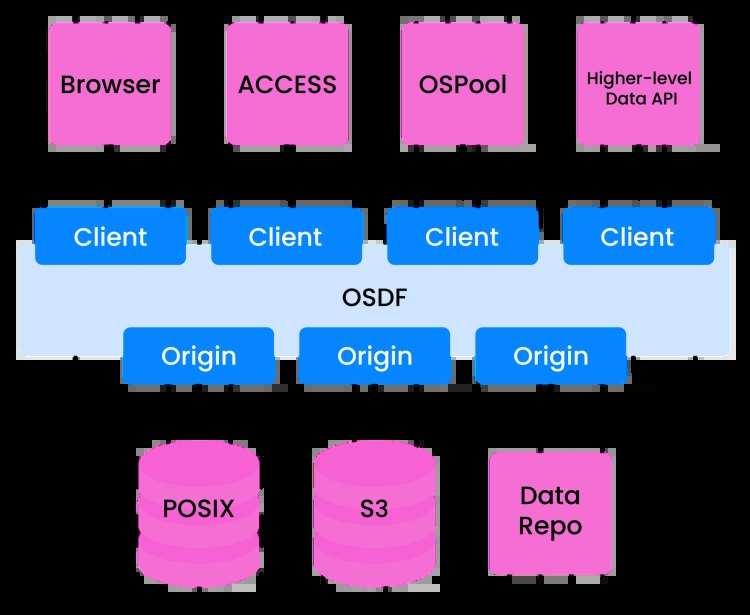 Browser
ACCESS
OSPool
Higher-level
Data API
Client
Client
Client
Client
OSDF
Origin
Origin
Origin
POSIX
S3
Data
Repo